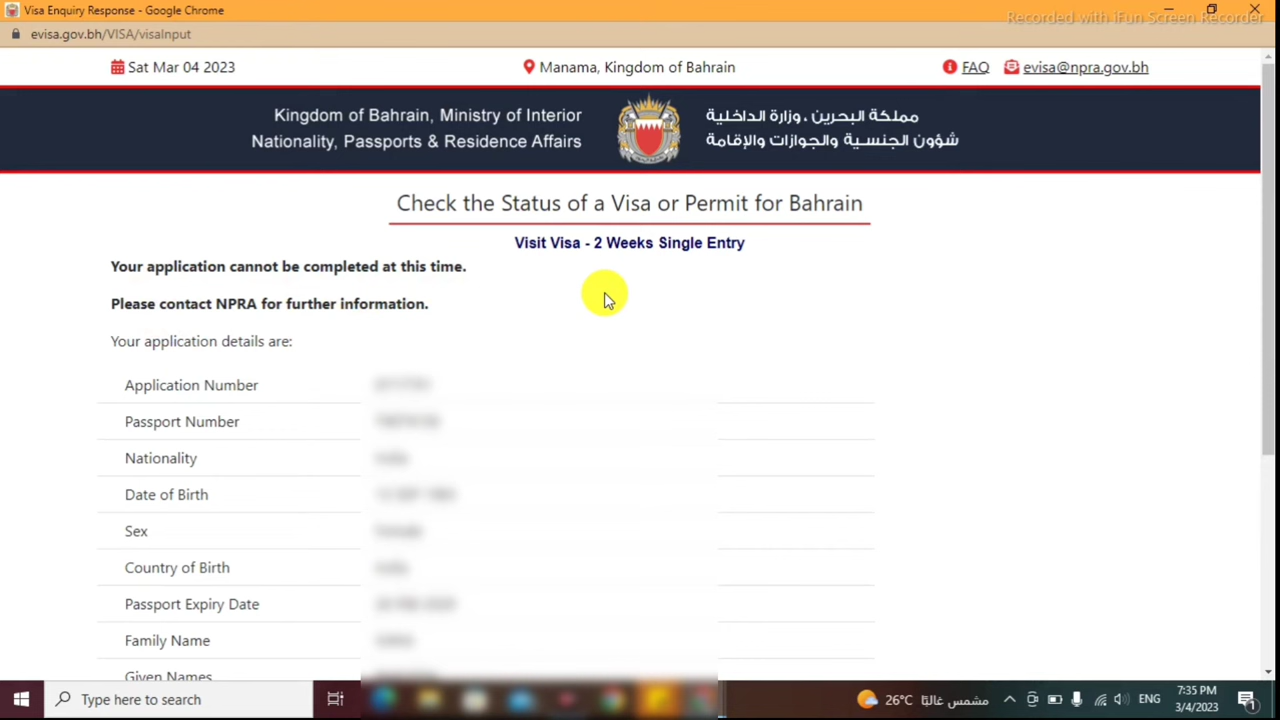 Visa Enquiry Response - Google Chrome
Recorded with iFun Screen Recorder
evisa.gov.bh/VISA/visaInput
Sat Mar 04 2023
Manama, Kingdom of Bahrain
FAQ
evisa@npra.gov.bh
Kingdom of Bahrain, Ministry of Interior
Nationality, Passports & Residence Affairs
مملكة البحرين ، وزارة الداخلية
شؤون الجنسية والجوازات والإقامة
Check the Status of a Visa or Permit for Bahrain
Visit Visa - 2 Weeks Single Entry
Your application cannot be completed at this time.
Please contact NPRA for further information.
Your application details are:
Application Number
Passport Number
Nationality
Date of Birth
Sex
Country of Birth
Passport Expiry Date
Family Name
Given Names
Type here to search
26°C مشمس غالبًا
ENG
7:35 PM
3/4/2023
1